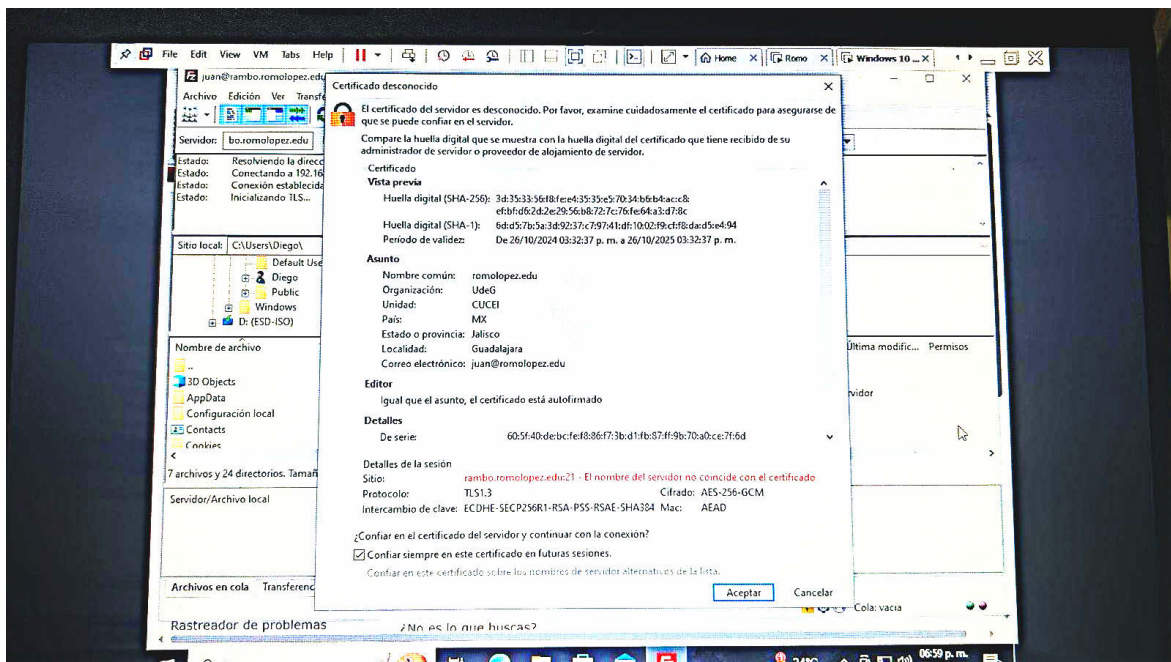 File Edit View VM Tabs Help
Home
Romo
Windows 10 ...
juan@rambo.romolopez.edu
Archivo Edición Ver
Servidor: bo.romolopez.edu
Estado: Resolviendo la direcc
Estado: Conectando a 192.16
Estado: Conexión establecida
Estado: Inicializando TLS...
Sitio local: C:\Users\Diego\
Default Use
Diego
Public
Windows
D: (ESD-ISO)
Nombre de archivo
..
3D Objects
AppData
Configuración local
Contacts
Cookies
7 archivos y 24 directorios. Tamañ
Servidor/Archivo local
Archivos en cola Transferenc
Certificado desconocido
El certificado del servidor es desconocido. Por favor, examine cuidadosamente el certificado para asegurarse de
que se puede confiar en el servidor.
Compare la huella digital que se muestra con la huella digital del certificado que tiene recibido de su
administrador de servidor o proveedor de alojamiento de servidor.
Certificado
Vista previa
Huella digital (SHA-256): 3d:35:33:56:f8:fe:e4:35:35:e5:70:34:b6:b4:ac:c8:
ef:bf:d6:2d:2e:29:56:b8:72:7c:76:fe:64:a3:d7:8c
Huella digital (SHA-1): 6d:d5:7b:5a:3d:92:37:c7:97:41:df:10:02:f9:cf:f8:da:d5:e4:94
Período de validez: De 26/10/2024 03:32:37 p. m. a 26/10/2025 03:32:37 p. m.
Asunto
Nombre común: romolopez.edu
Organización: UdeG
Unidad: CUCEI
País: MX
Estado o provincia: Jalisco
Localidad: Guadalajara
Correo electrónico: juan@romolopez.edu
Editor
Igual que el asunto, el certificado está autofirmado
Detalles
De serie: 60:5f:40:de:bc:fe:f8:86:f7:3b:d1:fb:87:ff:9b:70:a0:ce:7f:6d
Detalles de la sesión
Sitio: rambo.romolopez.edu:21 - El nombre del servidor no coincide con el certificado
Protocolo: TLS1.3 Cifrado: AES-256-GCM
Intercambio de clave: ECDHE-SECP256R1-RSA-PSS-RSAE-SHA384 Mac: AEAD
¿Confiar en el certificado del servidor y continuar con la conexión?
Confiar siempre en este certificado en futuras sesiones.
Confiar en este certificado sobre los nombres de servidor alternativos de la lista.
Aceptar Cancelar
Última modific... Permisos
vidor
Cola: vacía
Rastreador de problemas
¿No es lo que buscas?
24°C
06:59 p. m.